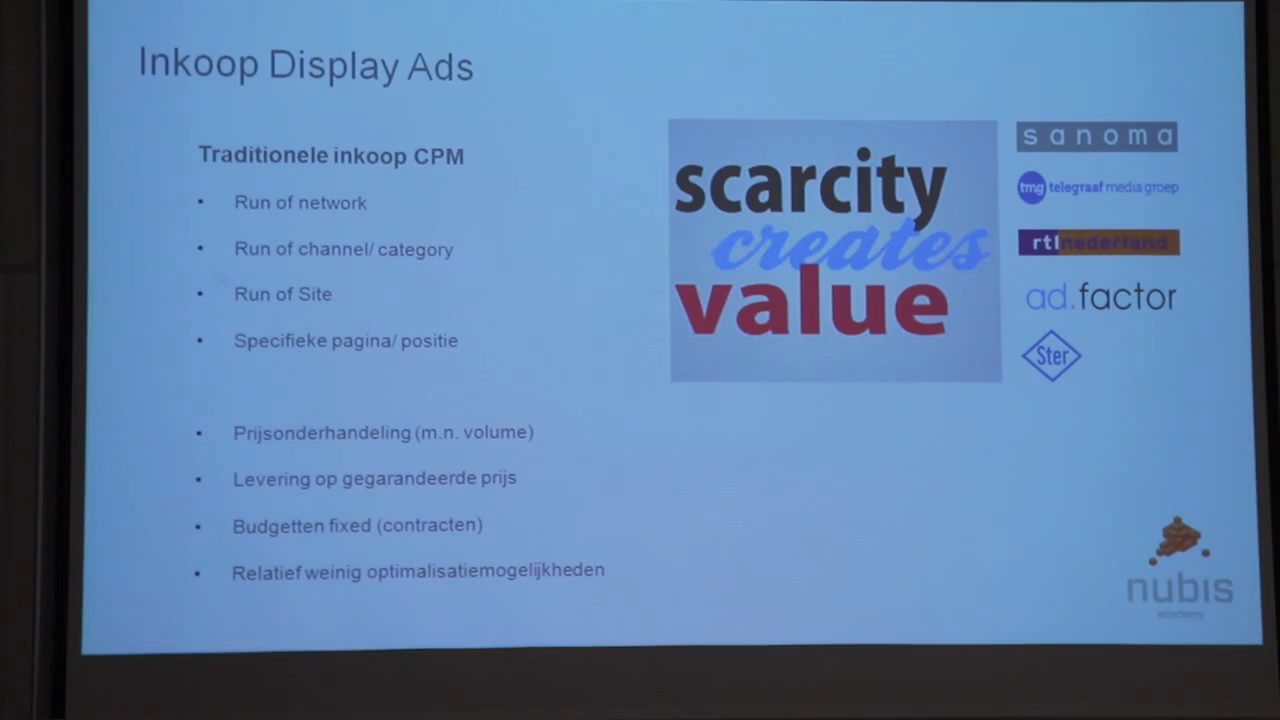 Inkoop Display Ads
Traditionele inkoop CPM
• Run of network
• Run of channel/ category
• Run of Site
• Specifieke pagina/ positie
• Prijsonderhandeling (m.n. volume)
• Levering op gegarandeerde prijs
• Budgetten fixed (contracten)
• Relatief weinig optimalisatiemogelijkheden
scarcity
creates
value
sanoma
tmg telegraaf media groep
rtl nederland
ad.factor
Ster
nubis
academy